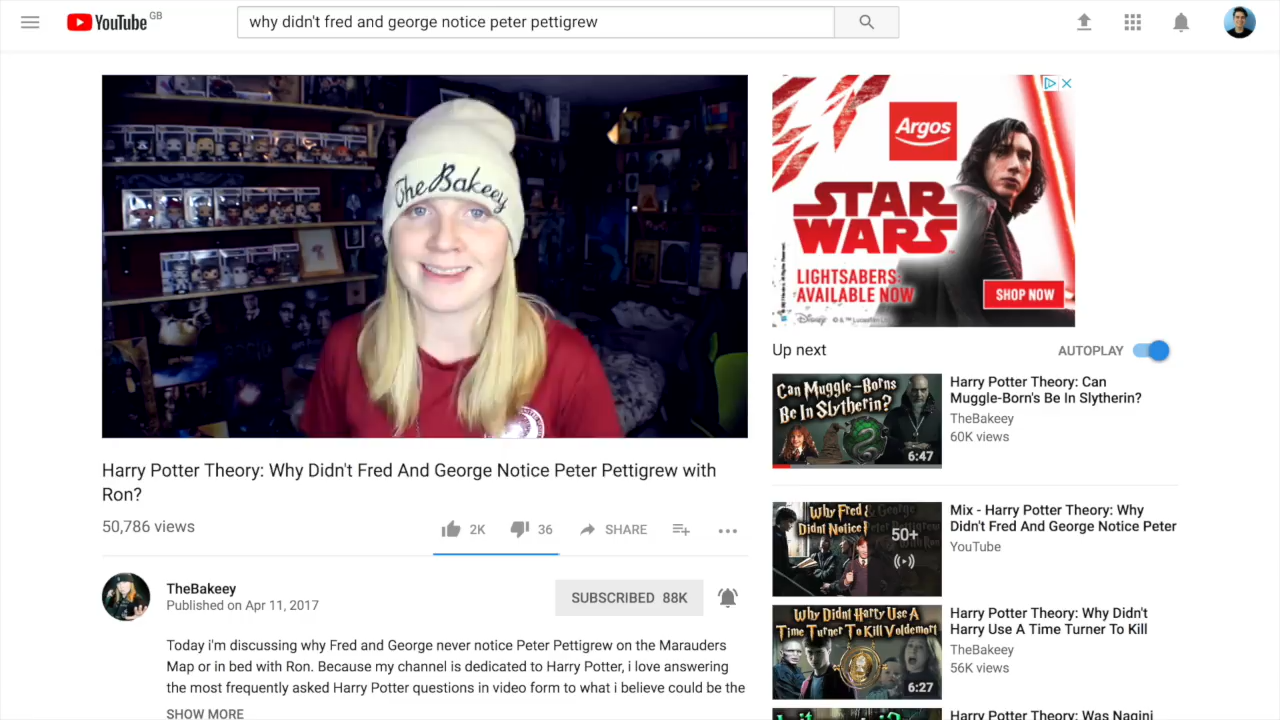 YouTube GB
why didn't fred and george notice peter pettigrew
The Bakeey
Argos
STAR
WARS
LIGHTSABERS:
AVAILABLE NOW
SHOP NOW
Disney
Up next
AUTOPLAY
Can Muggle-Borns
Be In Slytherin?
6:47
Harry Potter Theory: Can
Muggle-Born's Be In Slytherin?
TheBakeey
60K views
Harry Potter Theory: Why Didn't Fred And George Notice Peter Pettigrew with
Ron?
50,786 views
2K
36
SHARE
Why Fred & George
Didnt Notice Peter Pettigrew
With Ron
50+
Mix - Harry Potter Theory: Why
Didn't Fred And George Notice Peter
YouTube
TheBakeey
Published on Apr 11, 2017
SUBSCRIBED 88K
Why Didnt Harry Use A
Time Turner To Kill Voldemort
6:27
Harry Potter Theory: Why Didn't
Harry Use A Time Turner To Kill
TheBakeey
56K views
Today i'm discussing why Fred and George never notice Peter Pettigrew on the Marauders
Map or in bed with Ron. Because my channel is dedicated to Harry Potter, i love answering
the most frequently asked Harry Potter questions in video form to what i believe could be the
SHOW MORE
Harry Potter Theory: Was Nagini